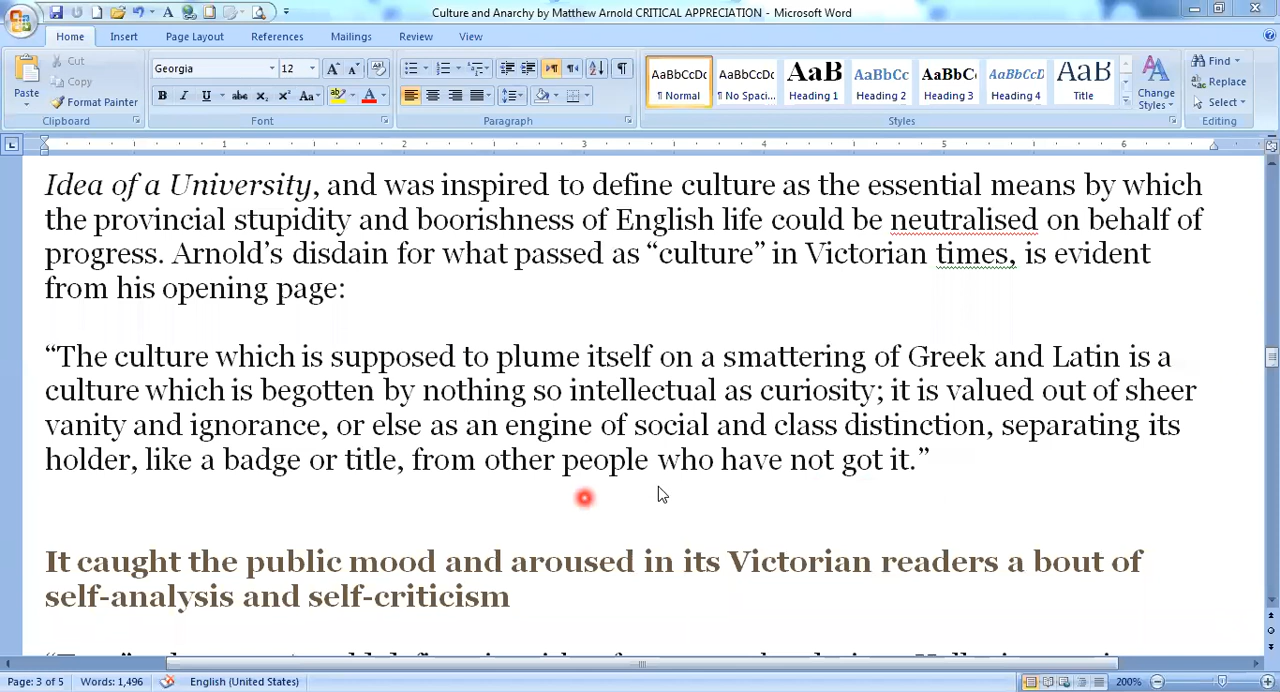 Culture and Anarchy by Matthew Arnold CRITICAL APPRECIATION - Microsoft Word
Home Insert Page Layout References Mailings Review View
Paste
Cut
Copy
Format Painter
Clipboard
Georgia 12
Font
Paragraph
AaBbCcDc AaBbCcDc AaB AaBbCc AaBbCc AaBbCcD AaB
¶ Normal ¶ No Spaci... Heading 1 Heading 2 Heading 3 Heading 4 Title
Change Styles
Styles
Find
Replace
Select
Editing
1 2 3 4 5 6
Idea of a University, and was inspired to define culture as the essential means by which
the provincial stupidity and boorishness of English life could be neutralised on behalf of
progress. Arnold’s disdain for what passed as “culture” in Victorian times, is evident
from his opening page:
“The culture which is supposed to plume itself on a smattering of Greek and Latin is a
culture which is begotten by nothing so intellectual as curiosity; it is valued out of sheer
vanity and ignorance, or else as an engine of social and class distinction, separating its
holder, like a badge or title, from other people who have not got it.”
It caught the public mood and aroused in its Victorian readers a bout of
self-analysis and self-criticism
Page: 3 of 5 Words: 1,496 English (United States) 200%